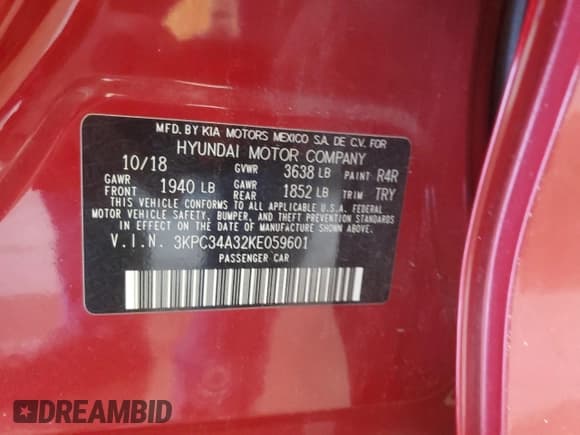 MFD. BY KIA MOTORS MEXICO S.A. DE C.V. FOR
HYUNDAI MOTOR COMPANY
10/18 GVWR 3638 LB PAINT R4R
GAWR FRONT 1940 LB GAWR REAR 1852 LB TRIM TRY
THIS VEHICLE CONFORMS TO ALL APPLICABLE U.S.A. FEDERAL
MOTOR VEHICLE SAFETY, BUMPER, AND THEFT PREVENTION STANDARDS
IN EFFECT ON THE DATE OF MANUFACTURE SHOWN ABOVE.
V.I.N. 3KPC34A32KE059601
PASSENGER CAR
DREAMBID